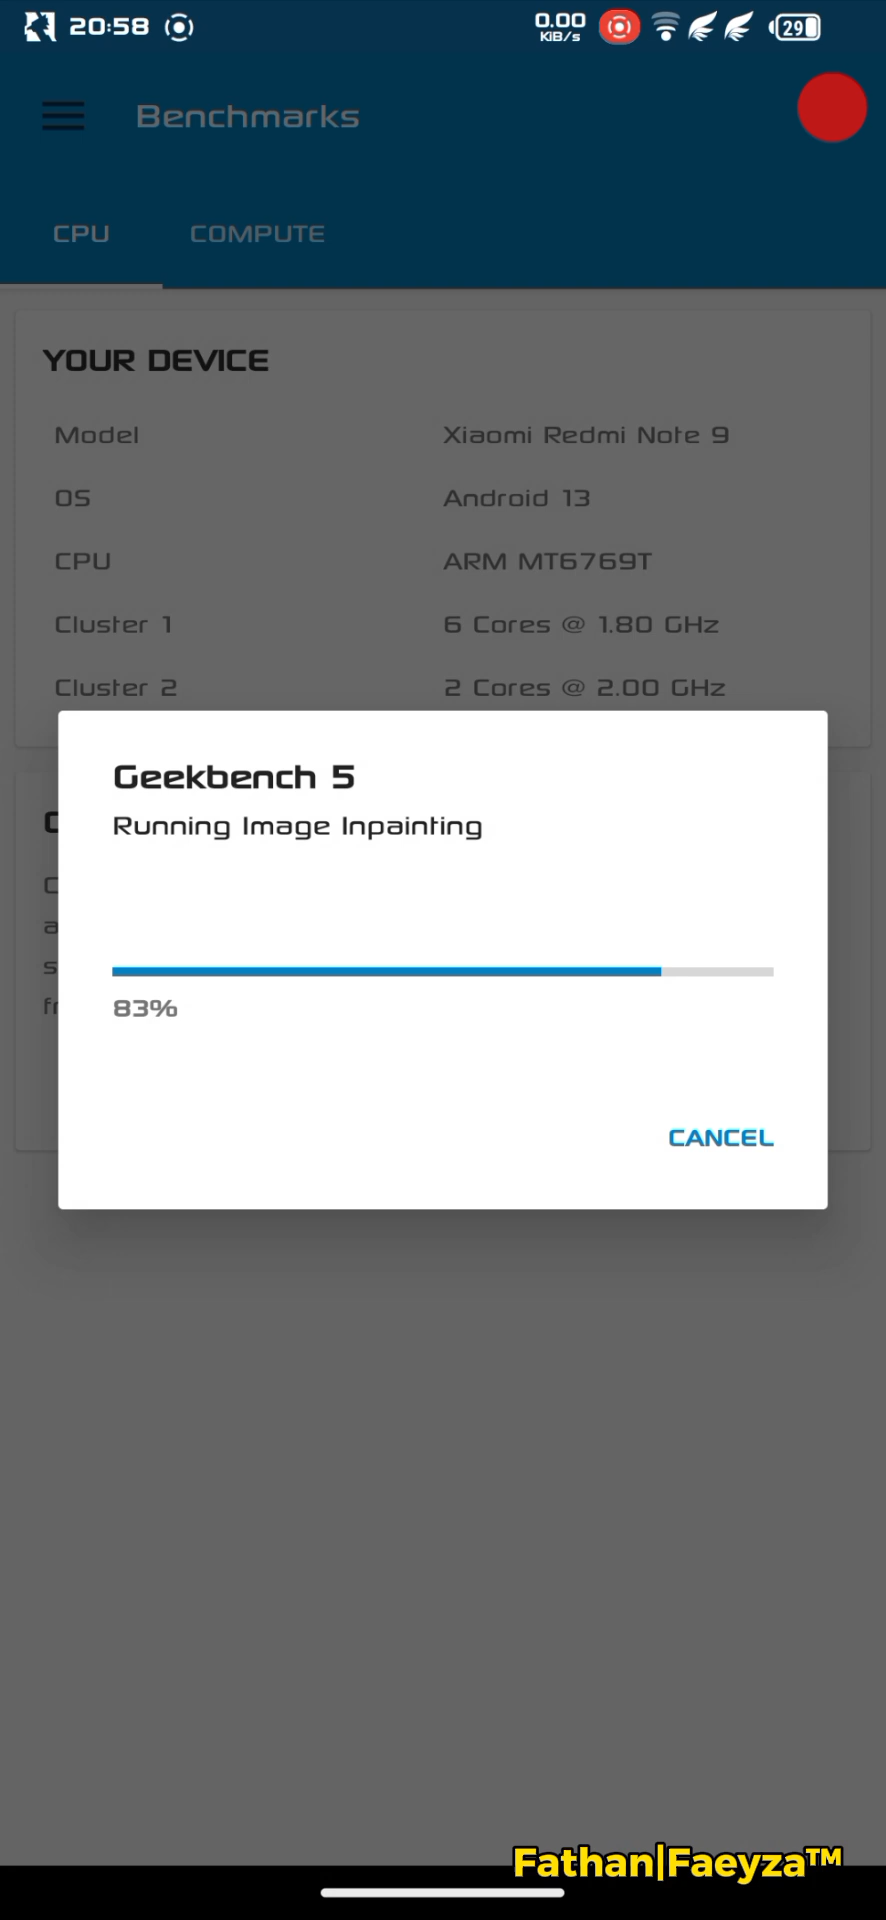 20:58
0.00
KiB/s
29
Benchmarks
CPU
COMPUTE
YOUR DEVICE
Model
Xiaomi Redmi Note 9
OS
Android 13
CPU
ARM MT6769T
Cluster 1
6 Cores @ 1.80 GHz
Cluster 2
2 Cores @ 2.00 GHz
Geekbench 5
Running Image Inpainting
83%
CANCEL
Fathan|Faeyza™